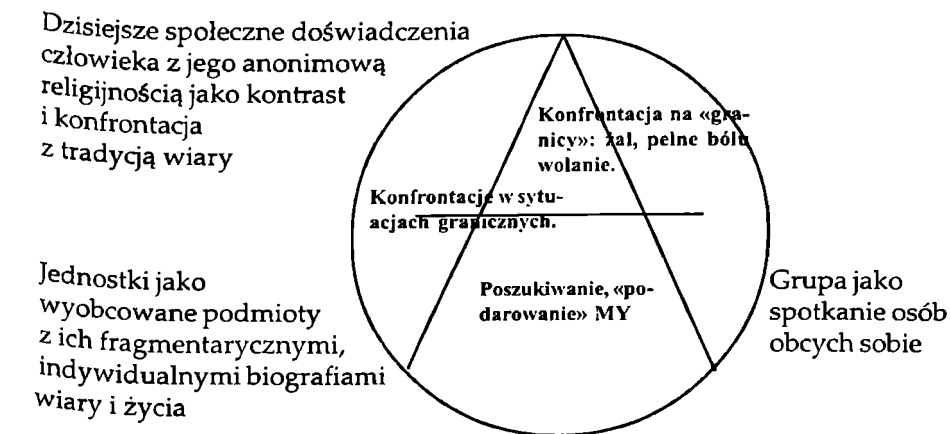 Dzisiejsze społeczne doświadczenia
człowieka z jego anonimową
religijnością jako kontrast
i konfrontacja
z tradycją wiary
Konfrontacja na «gra-
nicy»: żal, pełne bólu
wolanie.
Konfrontacje w sytu-
acjach granicznych.
Poszukiwanie, «po-
darowanie» MY
Jednostki jako
wyobcowane podmioty
z ich fragmentarycznymi,
indywidualnymi biografiami
wiary i życia
Grupa jako
spotkanie osób
obcych sobie